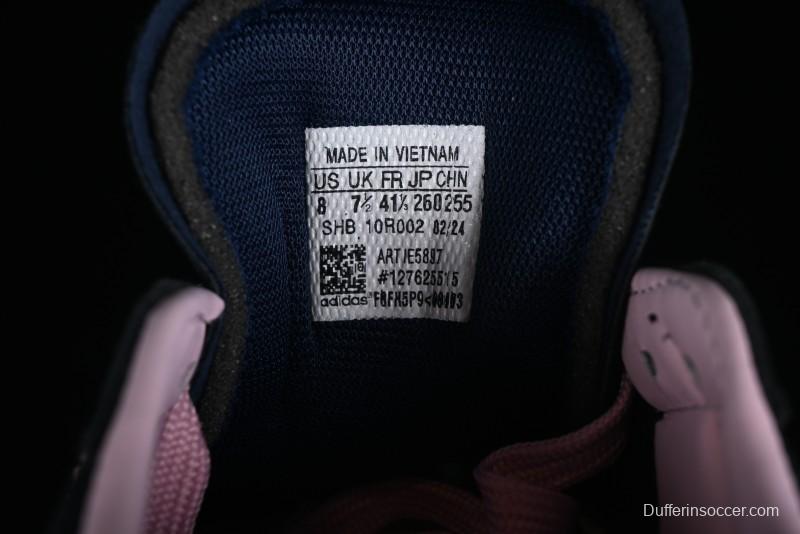 MADE IN VIETNAM
US UK FR JP CHN
8 7½ 41⅓ 260 255
SHB 10R002 02/24
ART IE5897
#127625515
adidas
Dufferinsoccer.com